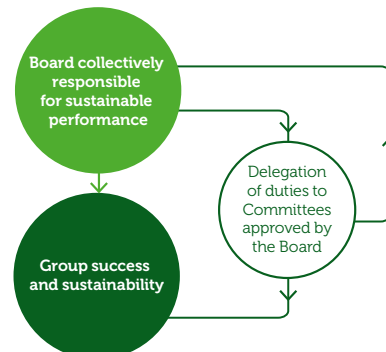 Board collectively
responsible
for sustainable
performance
Delegation
of duties to
Committees
approved by
the Board
Group success
and sustainability